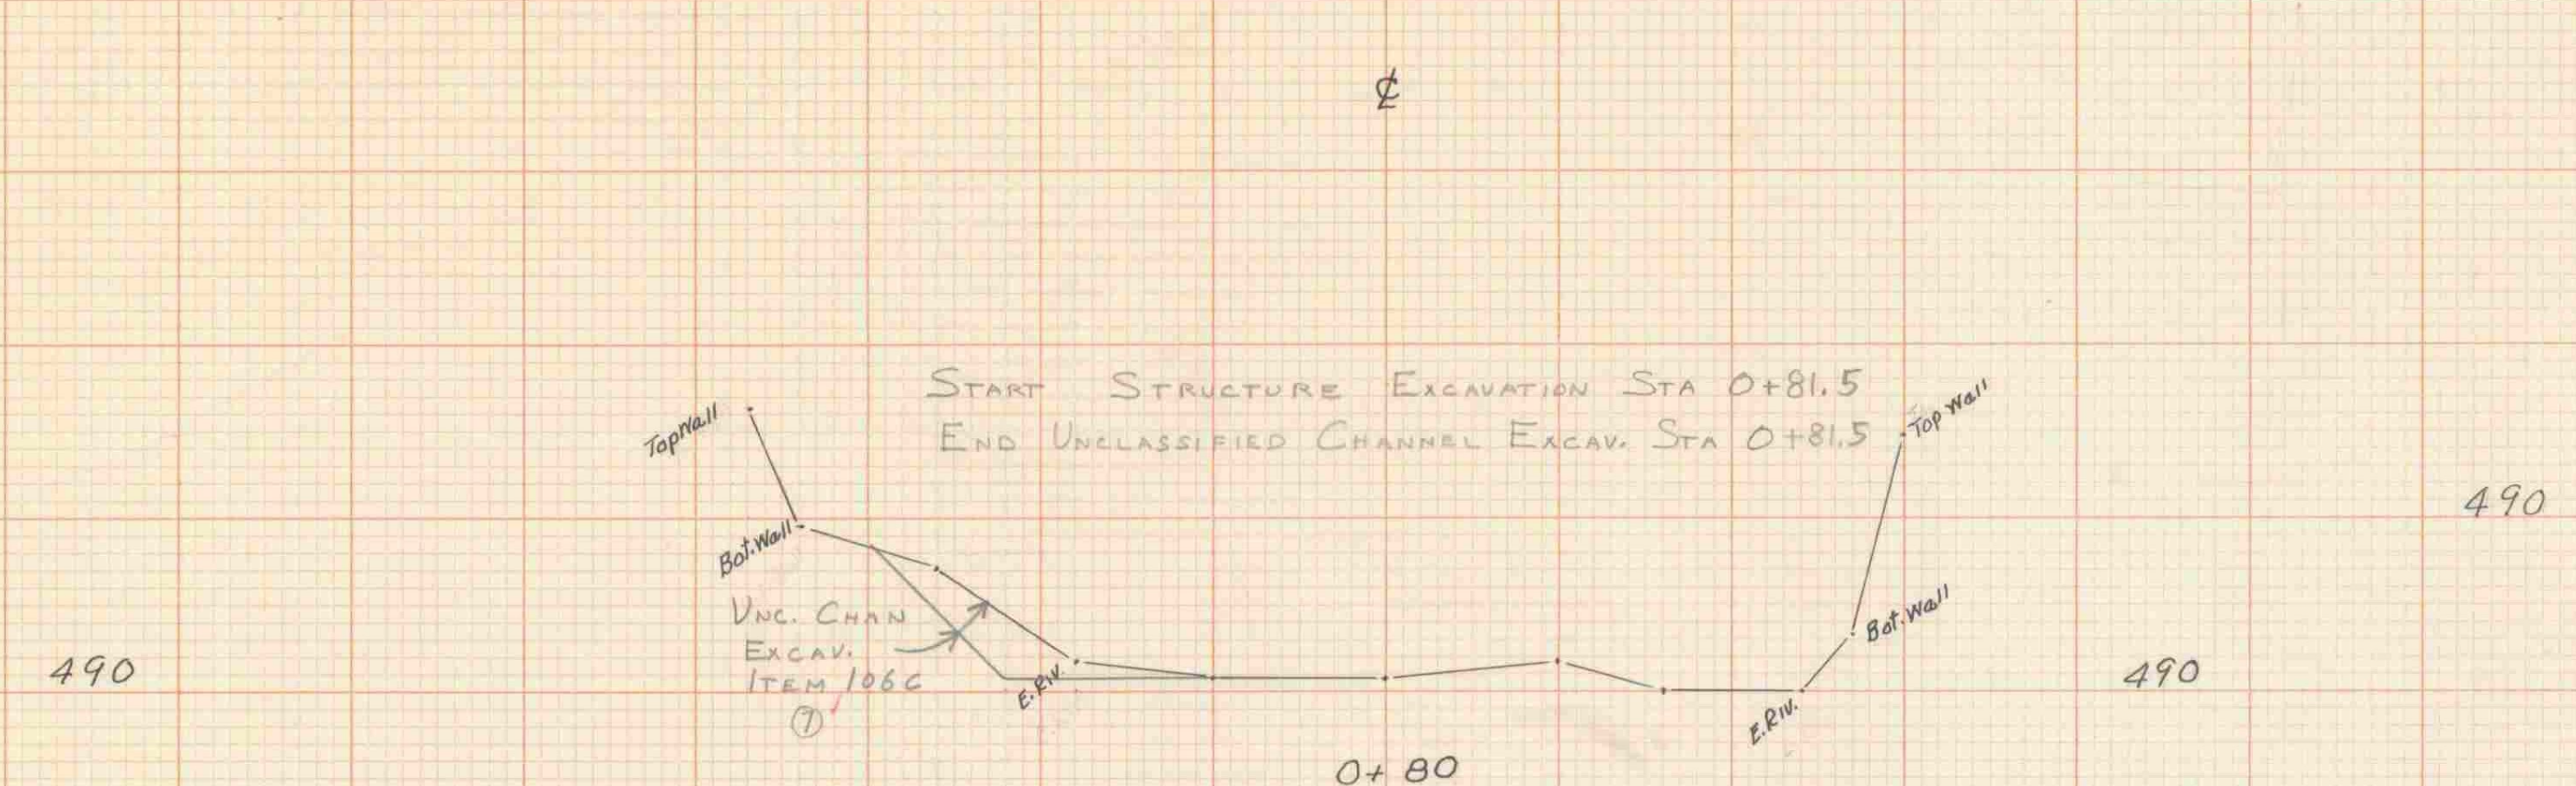 ℄
START STRUCTURE EXCAVATION STA 0+81.5
END UNCLASSIFIED CHANNEL EXCAV. STA 0+81.5
Top Wall
Top Wall
490
Bot. Wall
Bot. Wall
UNC. CHAN
EXCAV.
ITEM 106C
7
E. Riv.
E. Riv.
490
490
0+80